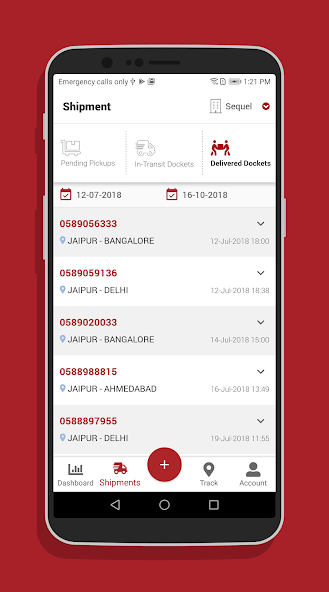 Emergency calls only 1:21 PM
Shipment Sequel
Pending Pickups In-Transit Dockets Delivered Dockets
12-07-2018 16-10-2018
0589056333
JAIPUR - BANGALORE 12-Jul-2018 18:00
0589059136
JAIPUR - DELHI 12-Jul-2018 18:38
0589020033
JAIPUR - BANGALORE 14-Jul-2018 15:00
0588988815
JAIPUR - AHMEDABAD 16-Jul-2018 13:49
0588897955
JAIPUR - DELHI 19-Jul-2018 11:55
+
Dashboard Shipments Track Account